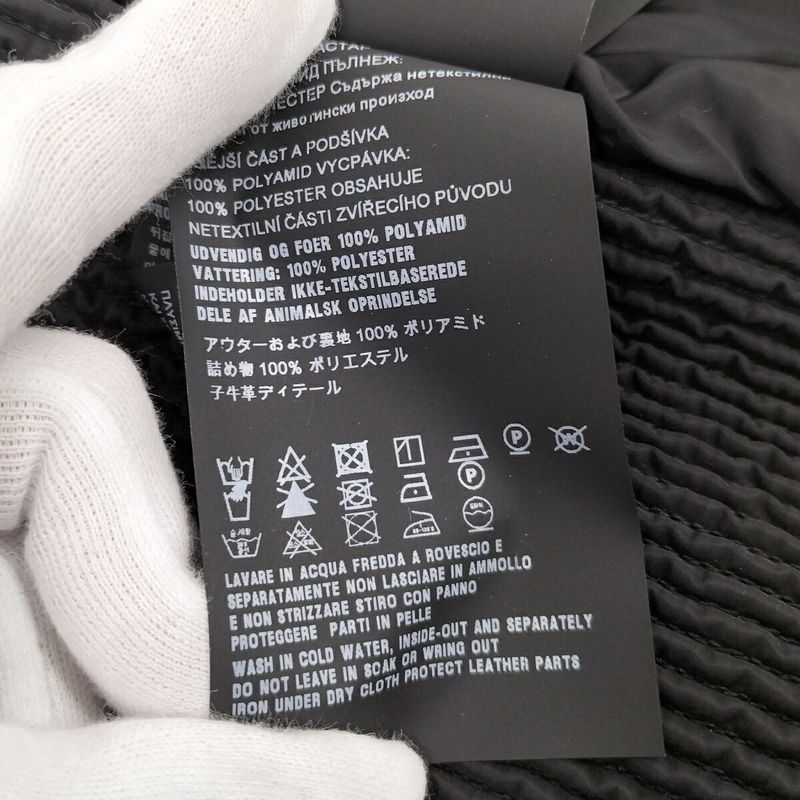 ПЪЛНЕЖ:
Съдържа нетекстилни
от животински произход
ČÁST A PODŠÍVKA
100% POLYAMID VYCPÁVKA:
100% POLYESTER OBSAHUJE
NETEXTILNÍ ČÁSTI ZVÍŘECÍHO PŮVODU
UDVENDIG OG FOER 100% POLYAMID
VATTERING: 100% POLYESTER
INDEHOLDER IKKE-TEKSTILBASEREDE
DELE AF ANIMALSK OPRINDELSE
アウターおよび裏地 100% ポリアミド
詰め物 100% ポリエステル
子牛革ディテール
P W
P
LAVARE IN ACQUA FREDDA A ROVESCIO E
SEPARATAMENTE NON LASCIARE IN AMMOLLO
E NON STRIZZARE STIRO CON PANNO
PROTEGGERE PARTI IN PELLE
WASH IN COLD WATER, INSIDE-OUT AND SEPARATELY
DO NOT LEAVE IN SOAK OR WRING OUT
IRON UNDER DRY CLOTH PROTECT LEATHER PARTS